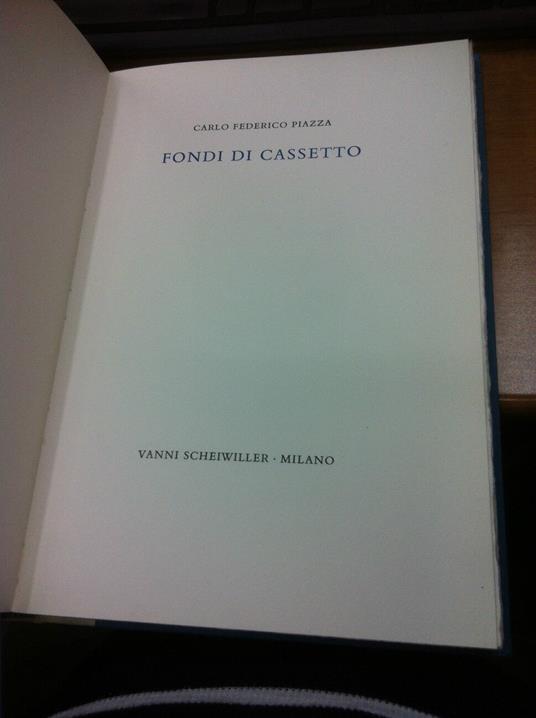 CARLO FEDERICO PIAZZA
FONDI DI CASSETTO
VANNI SCHEIWILLER · MILANO